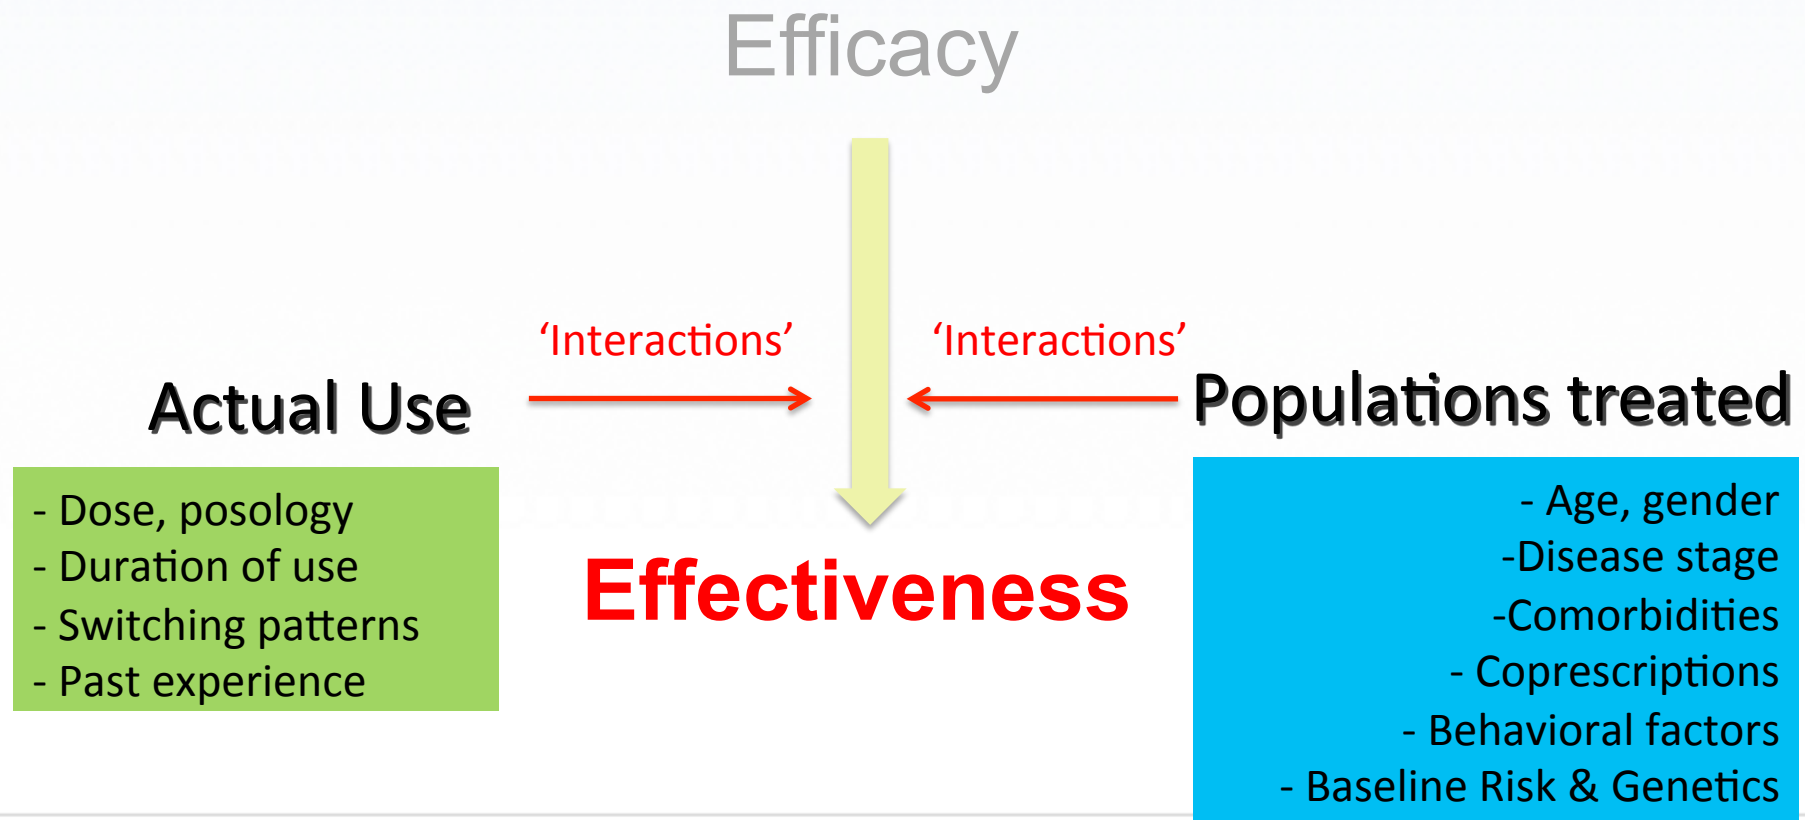 Efficacy
‘Interactions’
‘Interactions’
Actual Use
Populations treated
- Dose, posology
- Duration of use
- Switching patterns
- Past experience
Effectiveness
- Age, gender
-Disease stage
-Comorbidities
- Coprescriptions
- Behavioral factors
- Baseline Risk & Genetics